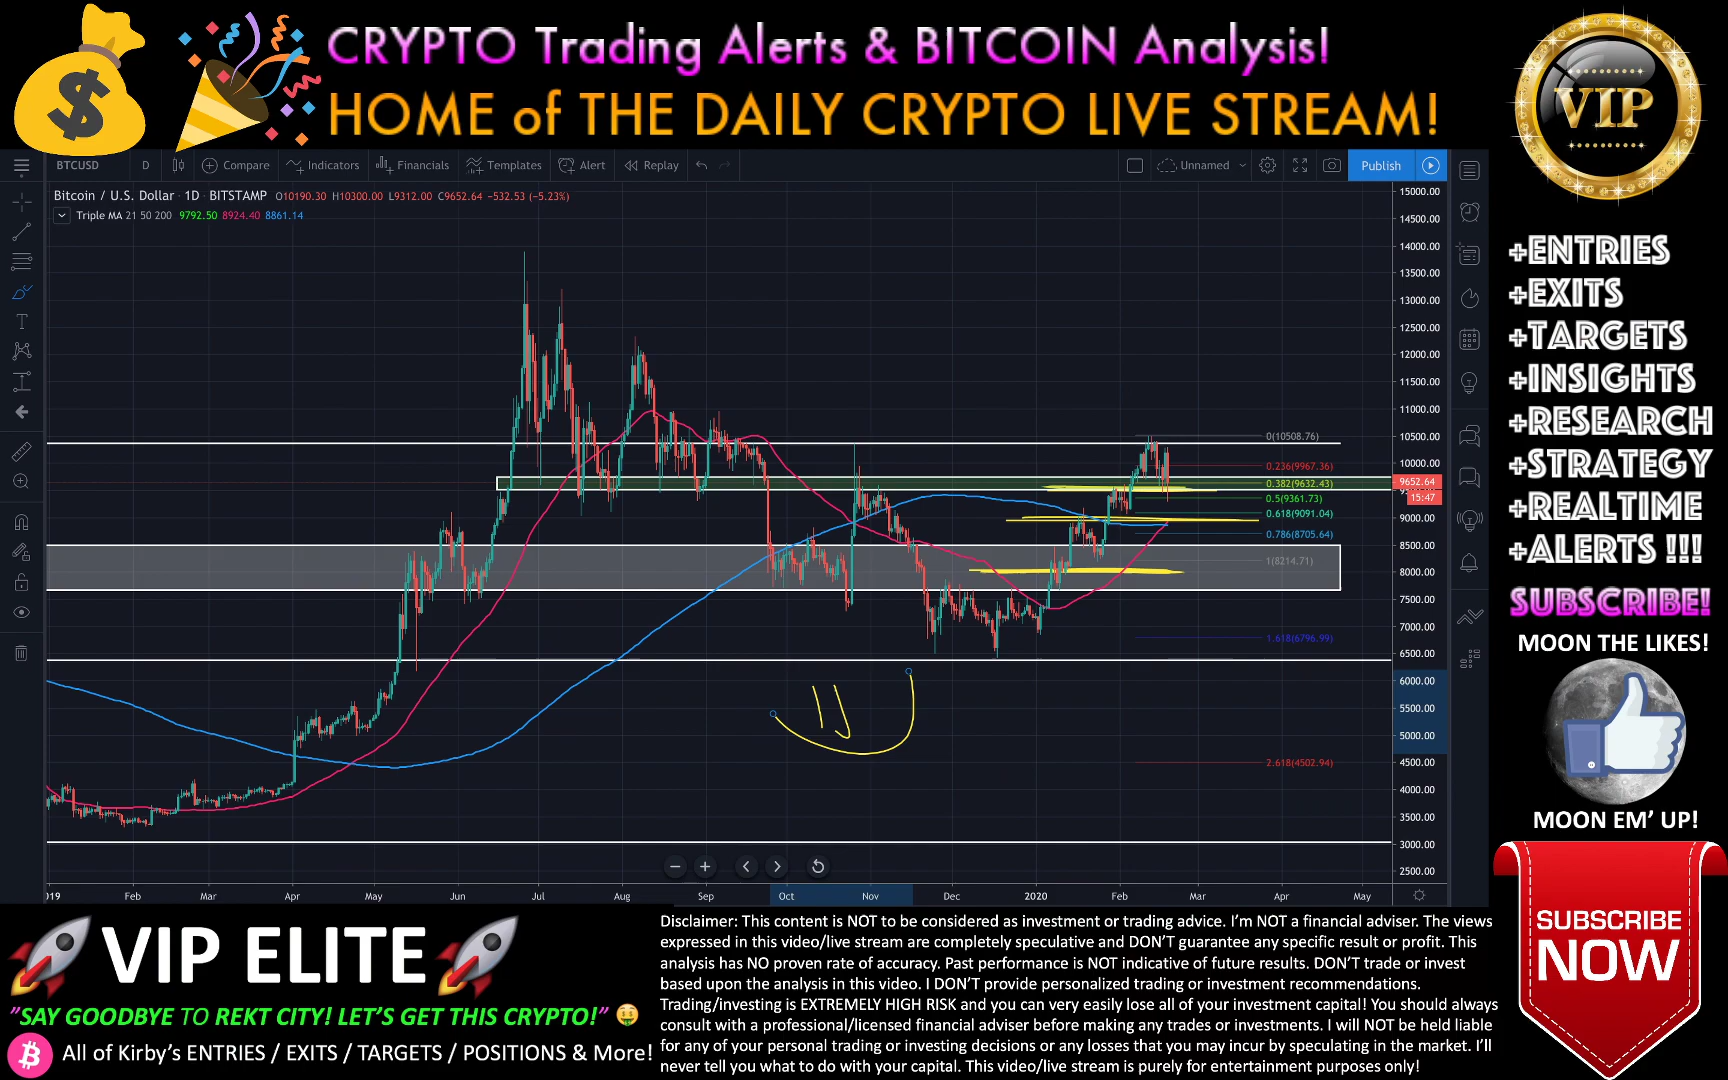 CRYPTO Trading Alerts & BITCOIN Analysis!
HOME of THE DAILY CRYPTO LIVE STREAM!
VIP
BTCUSD D Compare Indicators Financials Templates Alert Replay Unnamed Publish
Bitcoin / U.S. Dollar · 1D · BITSTAMP O10190.30 H10300.00 L9312.00 C9652.64 −532.53 (−5.23%)
Triple MA 21 50 200 9792.50 8924.40 8861.14
15000.00
14500.00
14000.00
13500.00
13000.00
12500.00
12000.00
11500.00
11000.00
10500.00
10000.00
9652.64
15:47
9000.00
8500.00
8000.00
7500.00
7000.00
6500.00
6000.00
5500.00
5000.00
4500.00
4000.00
3500.00
3000.00
2500.00
0(10508.76)
0.236(9967.36)
0.382(9632.43)
0.5(9361.73)
0.618(9091.04)
0.786(8705.64)
1(8214.71)
1.618(6796.99)
2.618(4502.94)
Feb Mar Apr May Jun Jul Aug Sep Oct Nov Dec 2020 Feb Mar Apr May
+ENTRIES
+EXITS
+TARGETS
+INSIGHTS
+RESEARCH
+STRATEGY
+REALTIME
+ALERTS !!!
SUBSCRIBE!
MOON THE LIKES!
MOON EM’ UP!
SUBSCRIBE
NOW
VIP ELITE
"SAY GOODBYE TO REKT CITY! LET’S GET THIS CRYPTO!"
All of Kirby’s ENTRIES / EXITS / TARGETS / POSITIONS & More!
Disclaimer: This content is NOT to be considered as investment or trading advice. I’m NOT a financial adviser. The views
expressed in this video/live stream are completely speculative and DON’T guarantee any specific result or profit. This
analysis has NO proven rate of accuracy. Past performance is NOT indicative of future results. DON’T trade or invest
based upon the analysis in this video. I DON’T provide personalized trading or investment recommendations.
Trading/investing is EXTREMELY HIGH RISK and you can very easily lose all of your investment capital! You should always
consult with a professional/licensed financial adviser before making any trades or investments. I will NOT be held liable
for any of your personal trading or investing decisions or any losses that you may incur by speculating in the market. I’ll
never tell you what to do with your capital. This video/live stream is purely for entertainment purposes only!